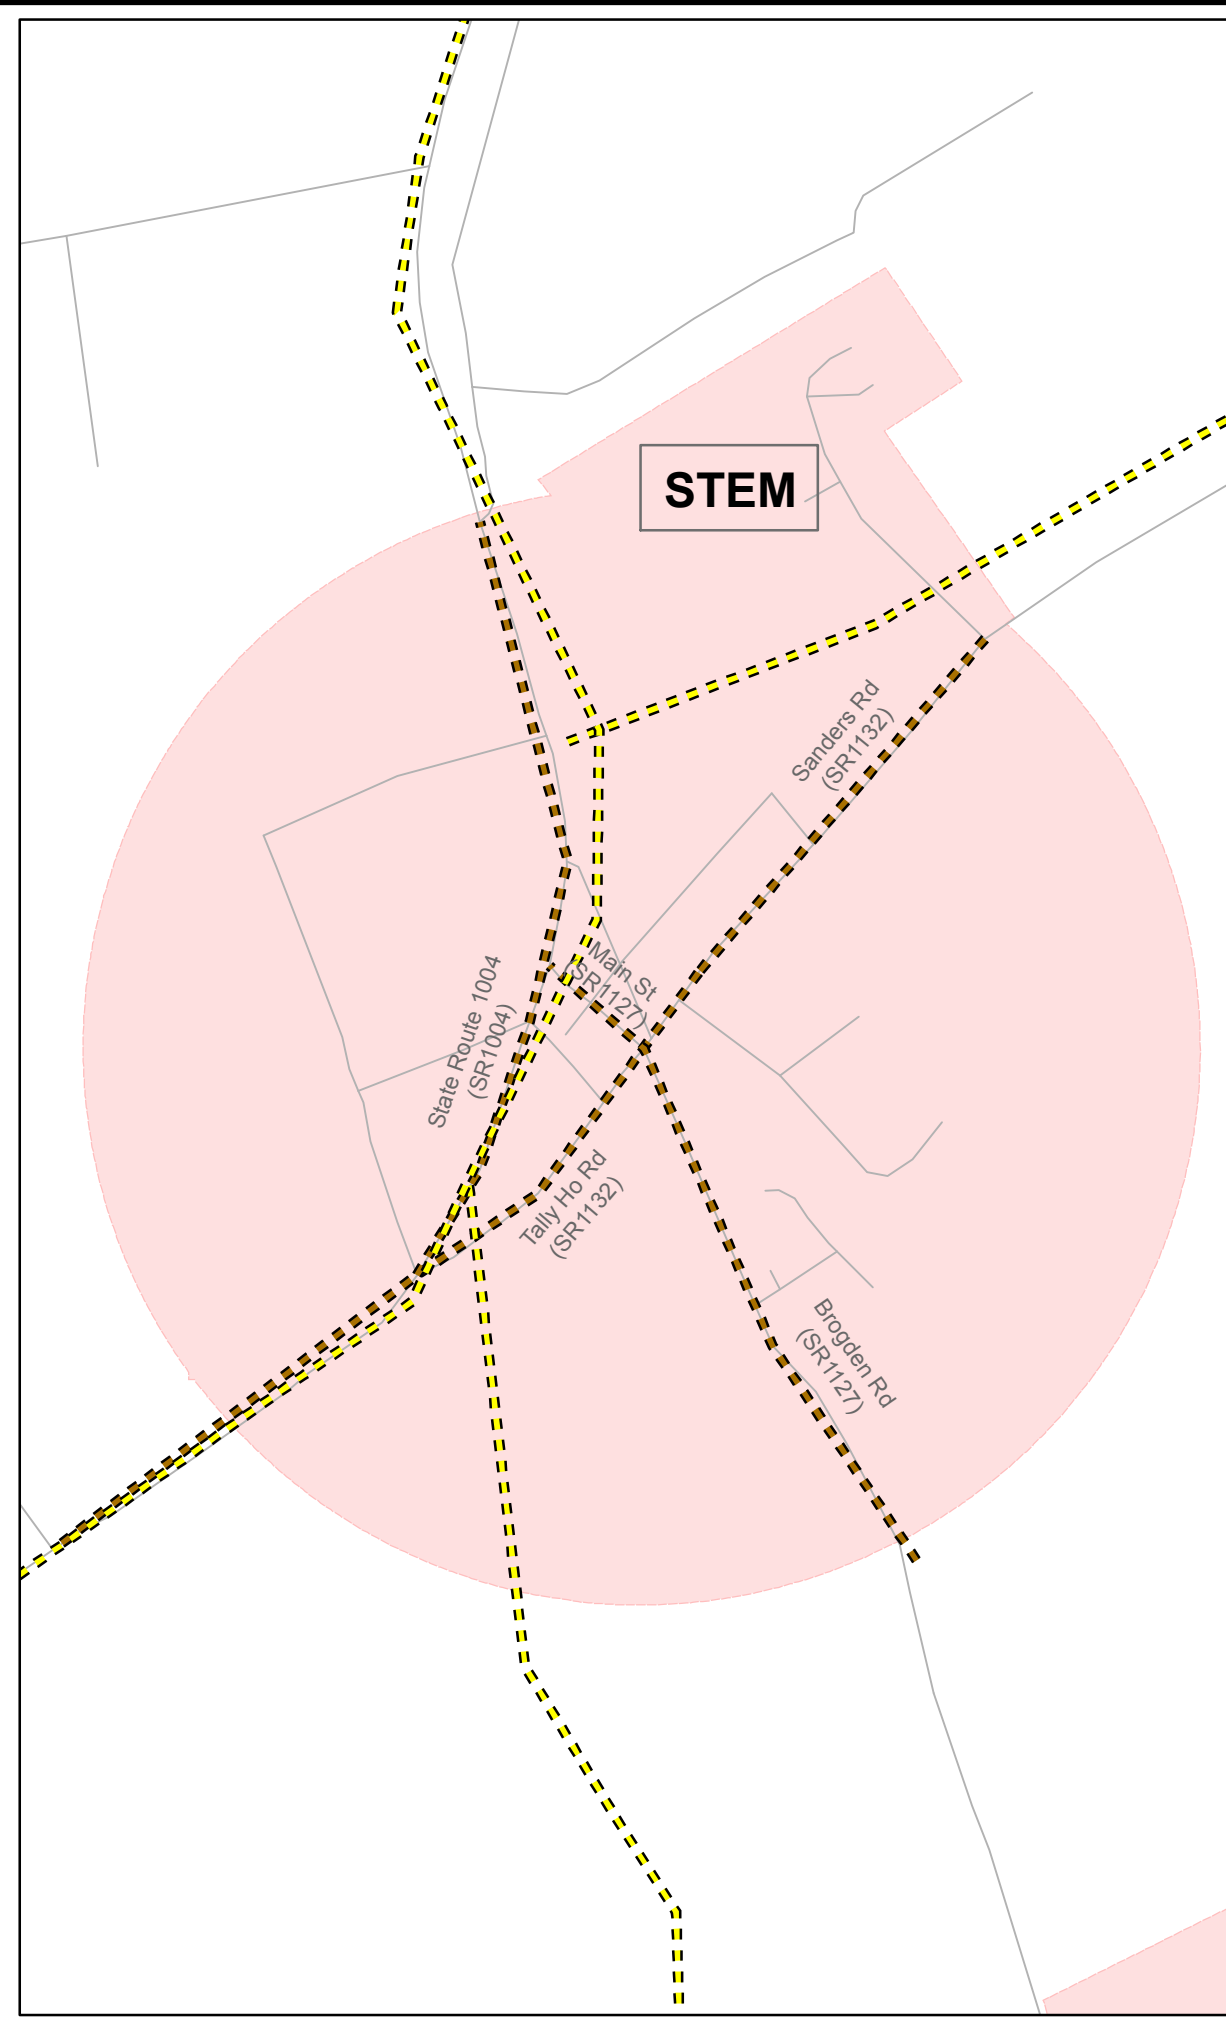 STEM
Sanders Rd
(SR1132)
Main St
(SR1127)
State Route 1004
(SR1004)
Tally Ho Rd
(SR1132)
Brogden Rd
(SR1127)